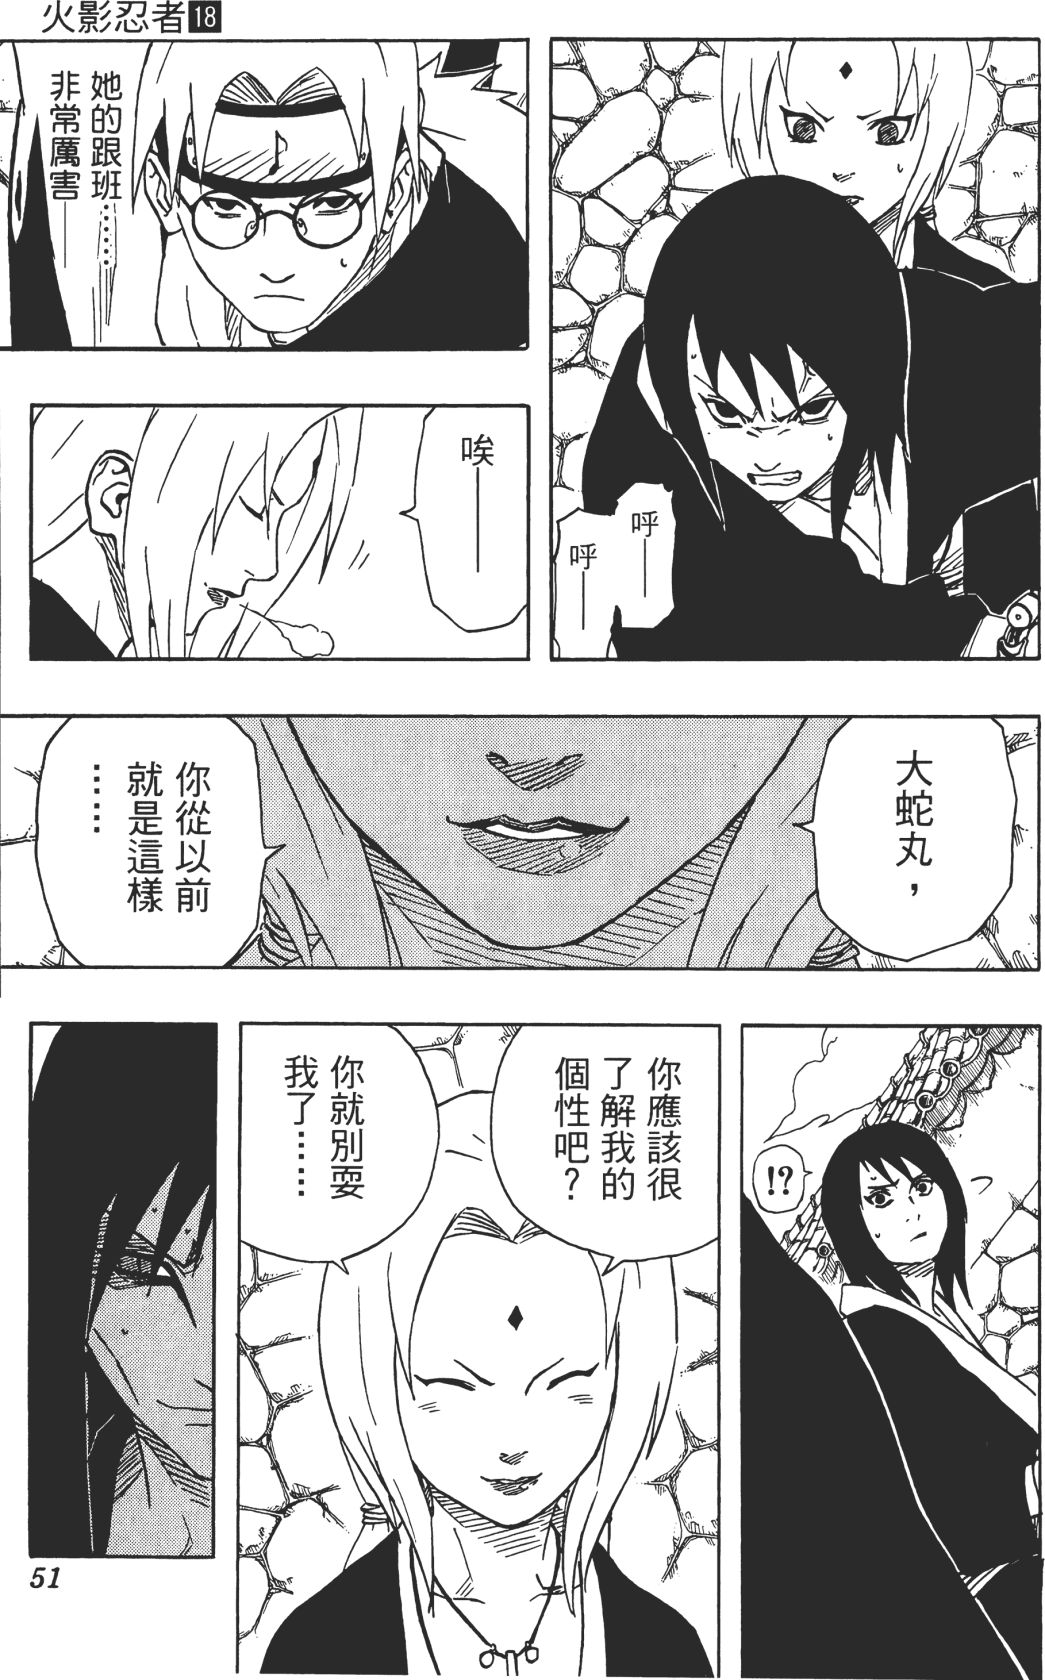 火影忍者18
呼——
呼——
她的跟班……
非常厲害——
唉——
大蛇丸，
你從以前
就是這樣
……
!?
你應該很
了解我的
個性吧？
你就別耍
我了……
51